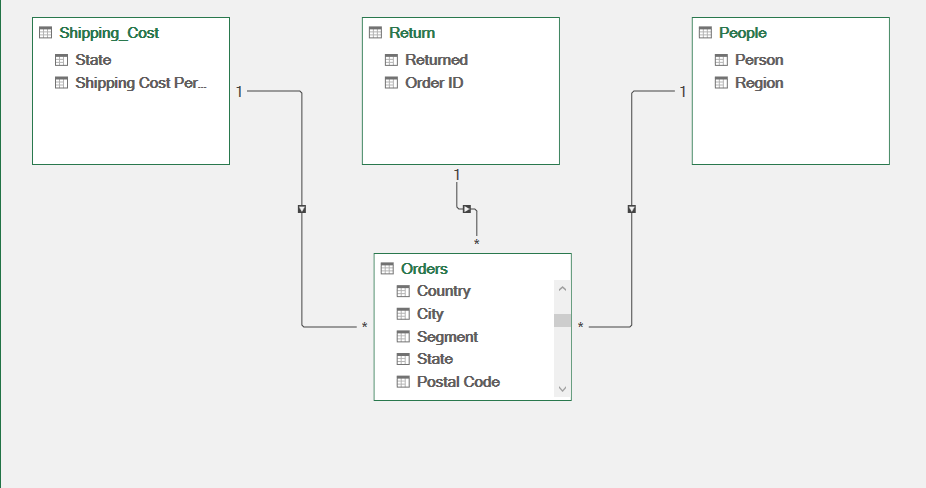 Shipping_Cost
State
Shipping Cost Per...
1
Return
Returned
Order ID
1
People
Person
Region
1
*
*
*
Orders
Country
City
Segment
State
Postal Code